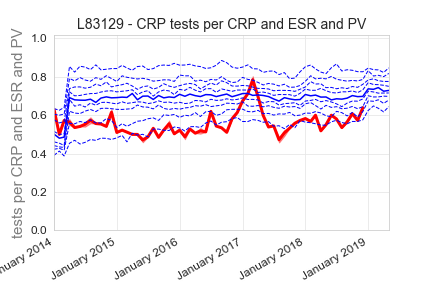 L83129 - CRP tests per CRP and ESR and PV
tests per CRP and ESR and PV
1.0
0.8
0.6
0.4
0.2
0.0
nuary 2014
January 2015
January 2016
January 2017
January 2018
January 2019